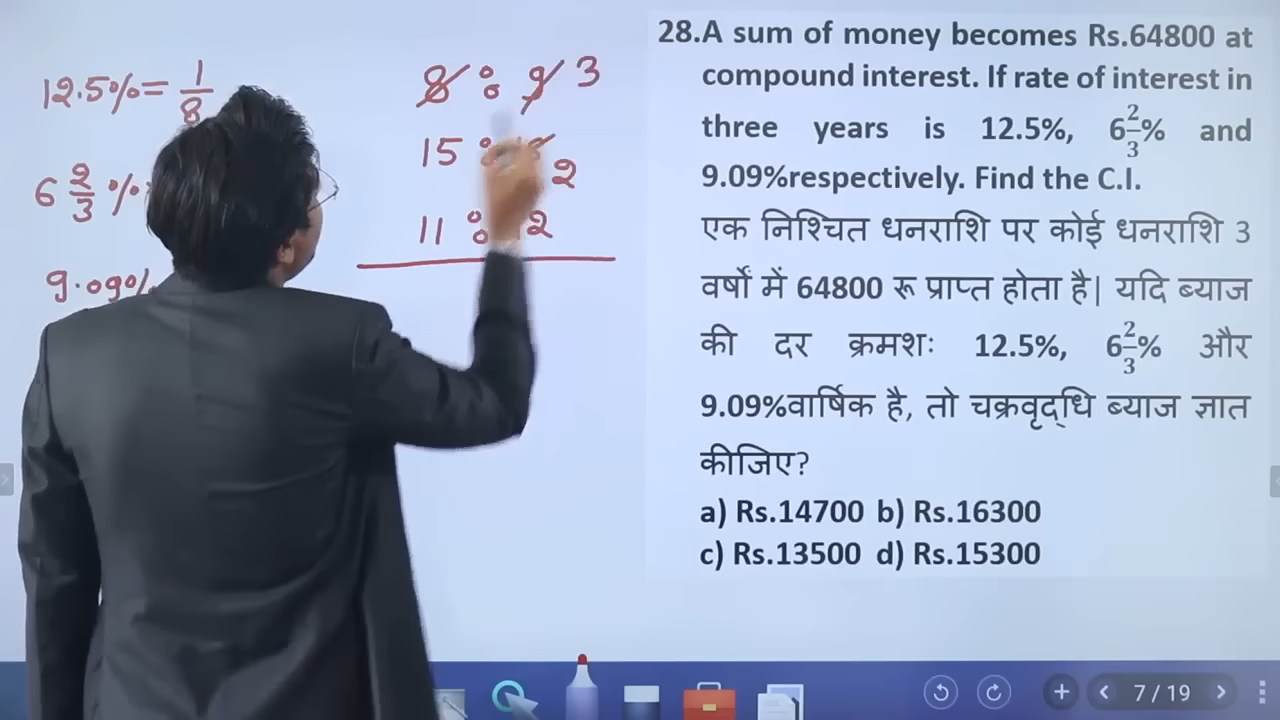 12.5%= 1/8
6 2/3 %
9.09%
8 : 9 3
15 :
2
11 : 12
28.A sum of money becomes Rs.64800 at
compound interest. If rate of interest in
three years is 12.5%, 6 2/3% and
9.09%respectively. Find the C.I.
एक निश्चित धनराशि पर कोई धनराशि 3
वर्षों में 64800 रू प्राप्त होता है| यदि ब्याज
की दर क्रमशः 12.5%, 6 2/3% और
9.09%वार्षिक है, तो चक्रवृद्धि ब्याज ज्ञात
कीजिए?
a) Rs.14700 b) Rs.16300
c) Rs.13500 d) Rs.15300
7 / 19